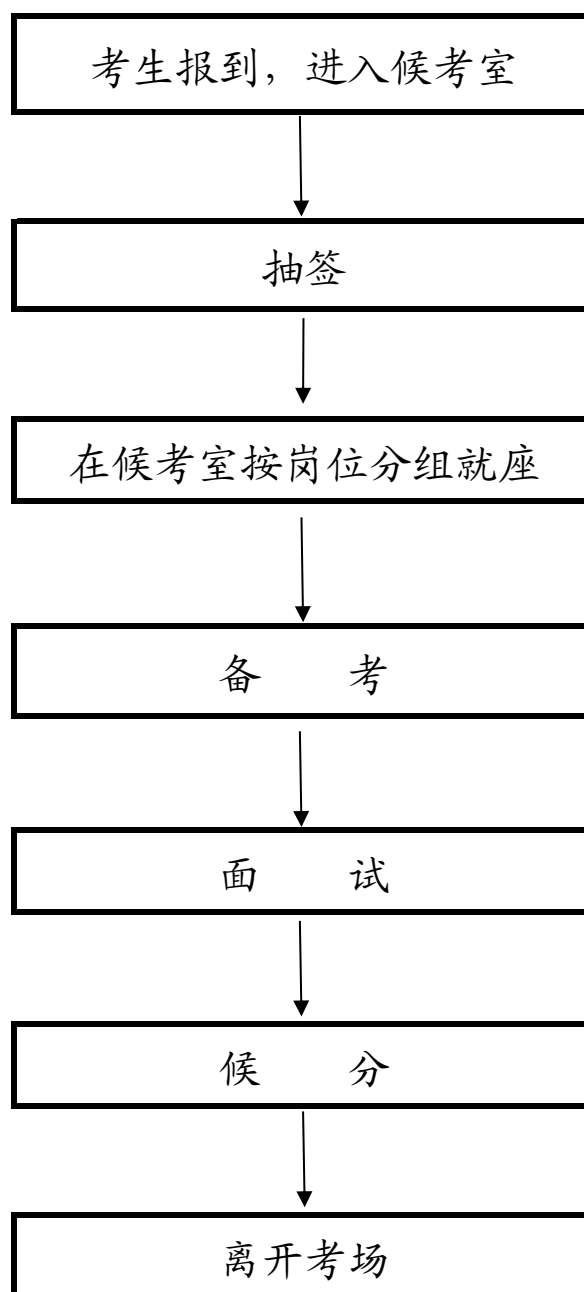 考生报到，进入候考室
抽签
在候考室按岗位分组就座
备 考
面 试
候 分
离开考场